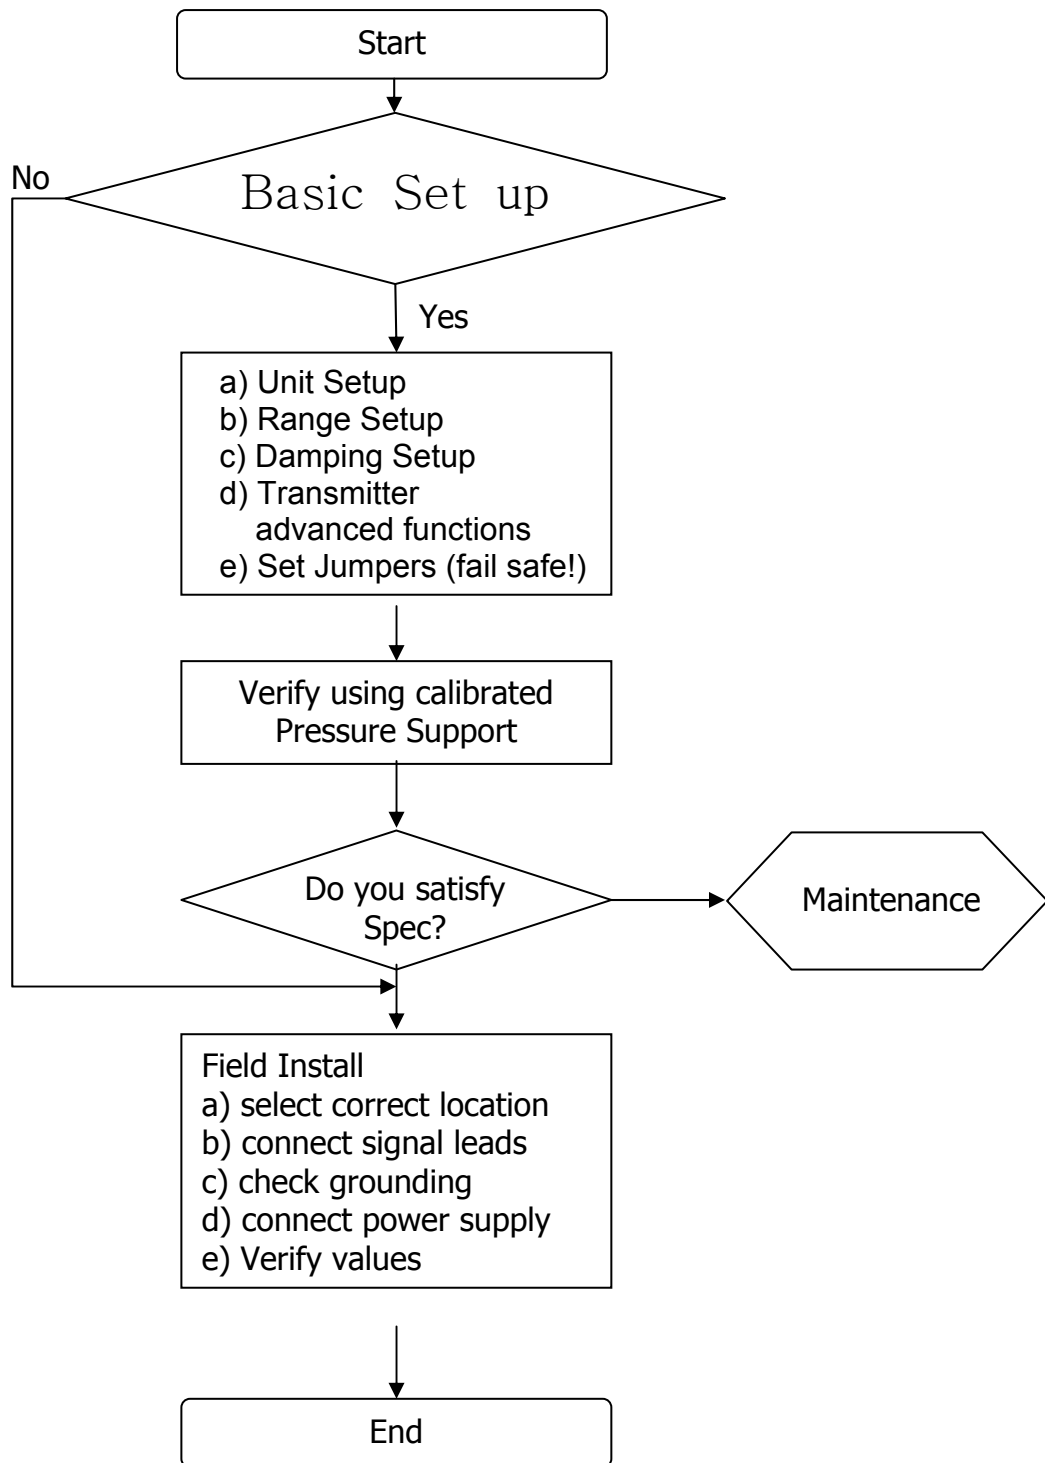 Start
No
Basic Set up
Yes
a) Unit Setup
b) Range Setup
c) Damping Setup
d) Transmitter
advanced functions
e) Set Jumpers (fail safe!)
Verify using calibrated
Pressure Support
Do you satisfy
Spec?
Maintenance
Field Install
a) select correct location
b) connect signal leads
c) check grounding
d) connect power supply
e) Verify values
End